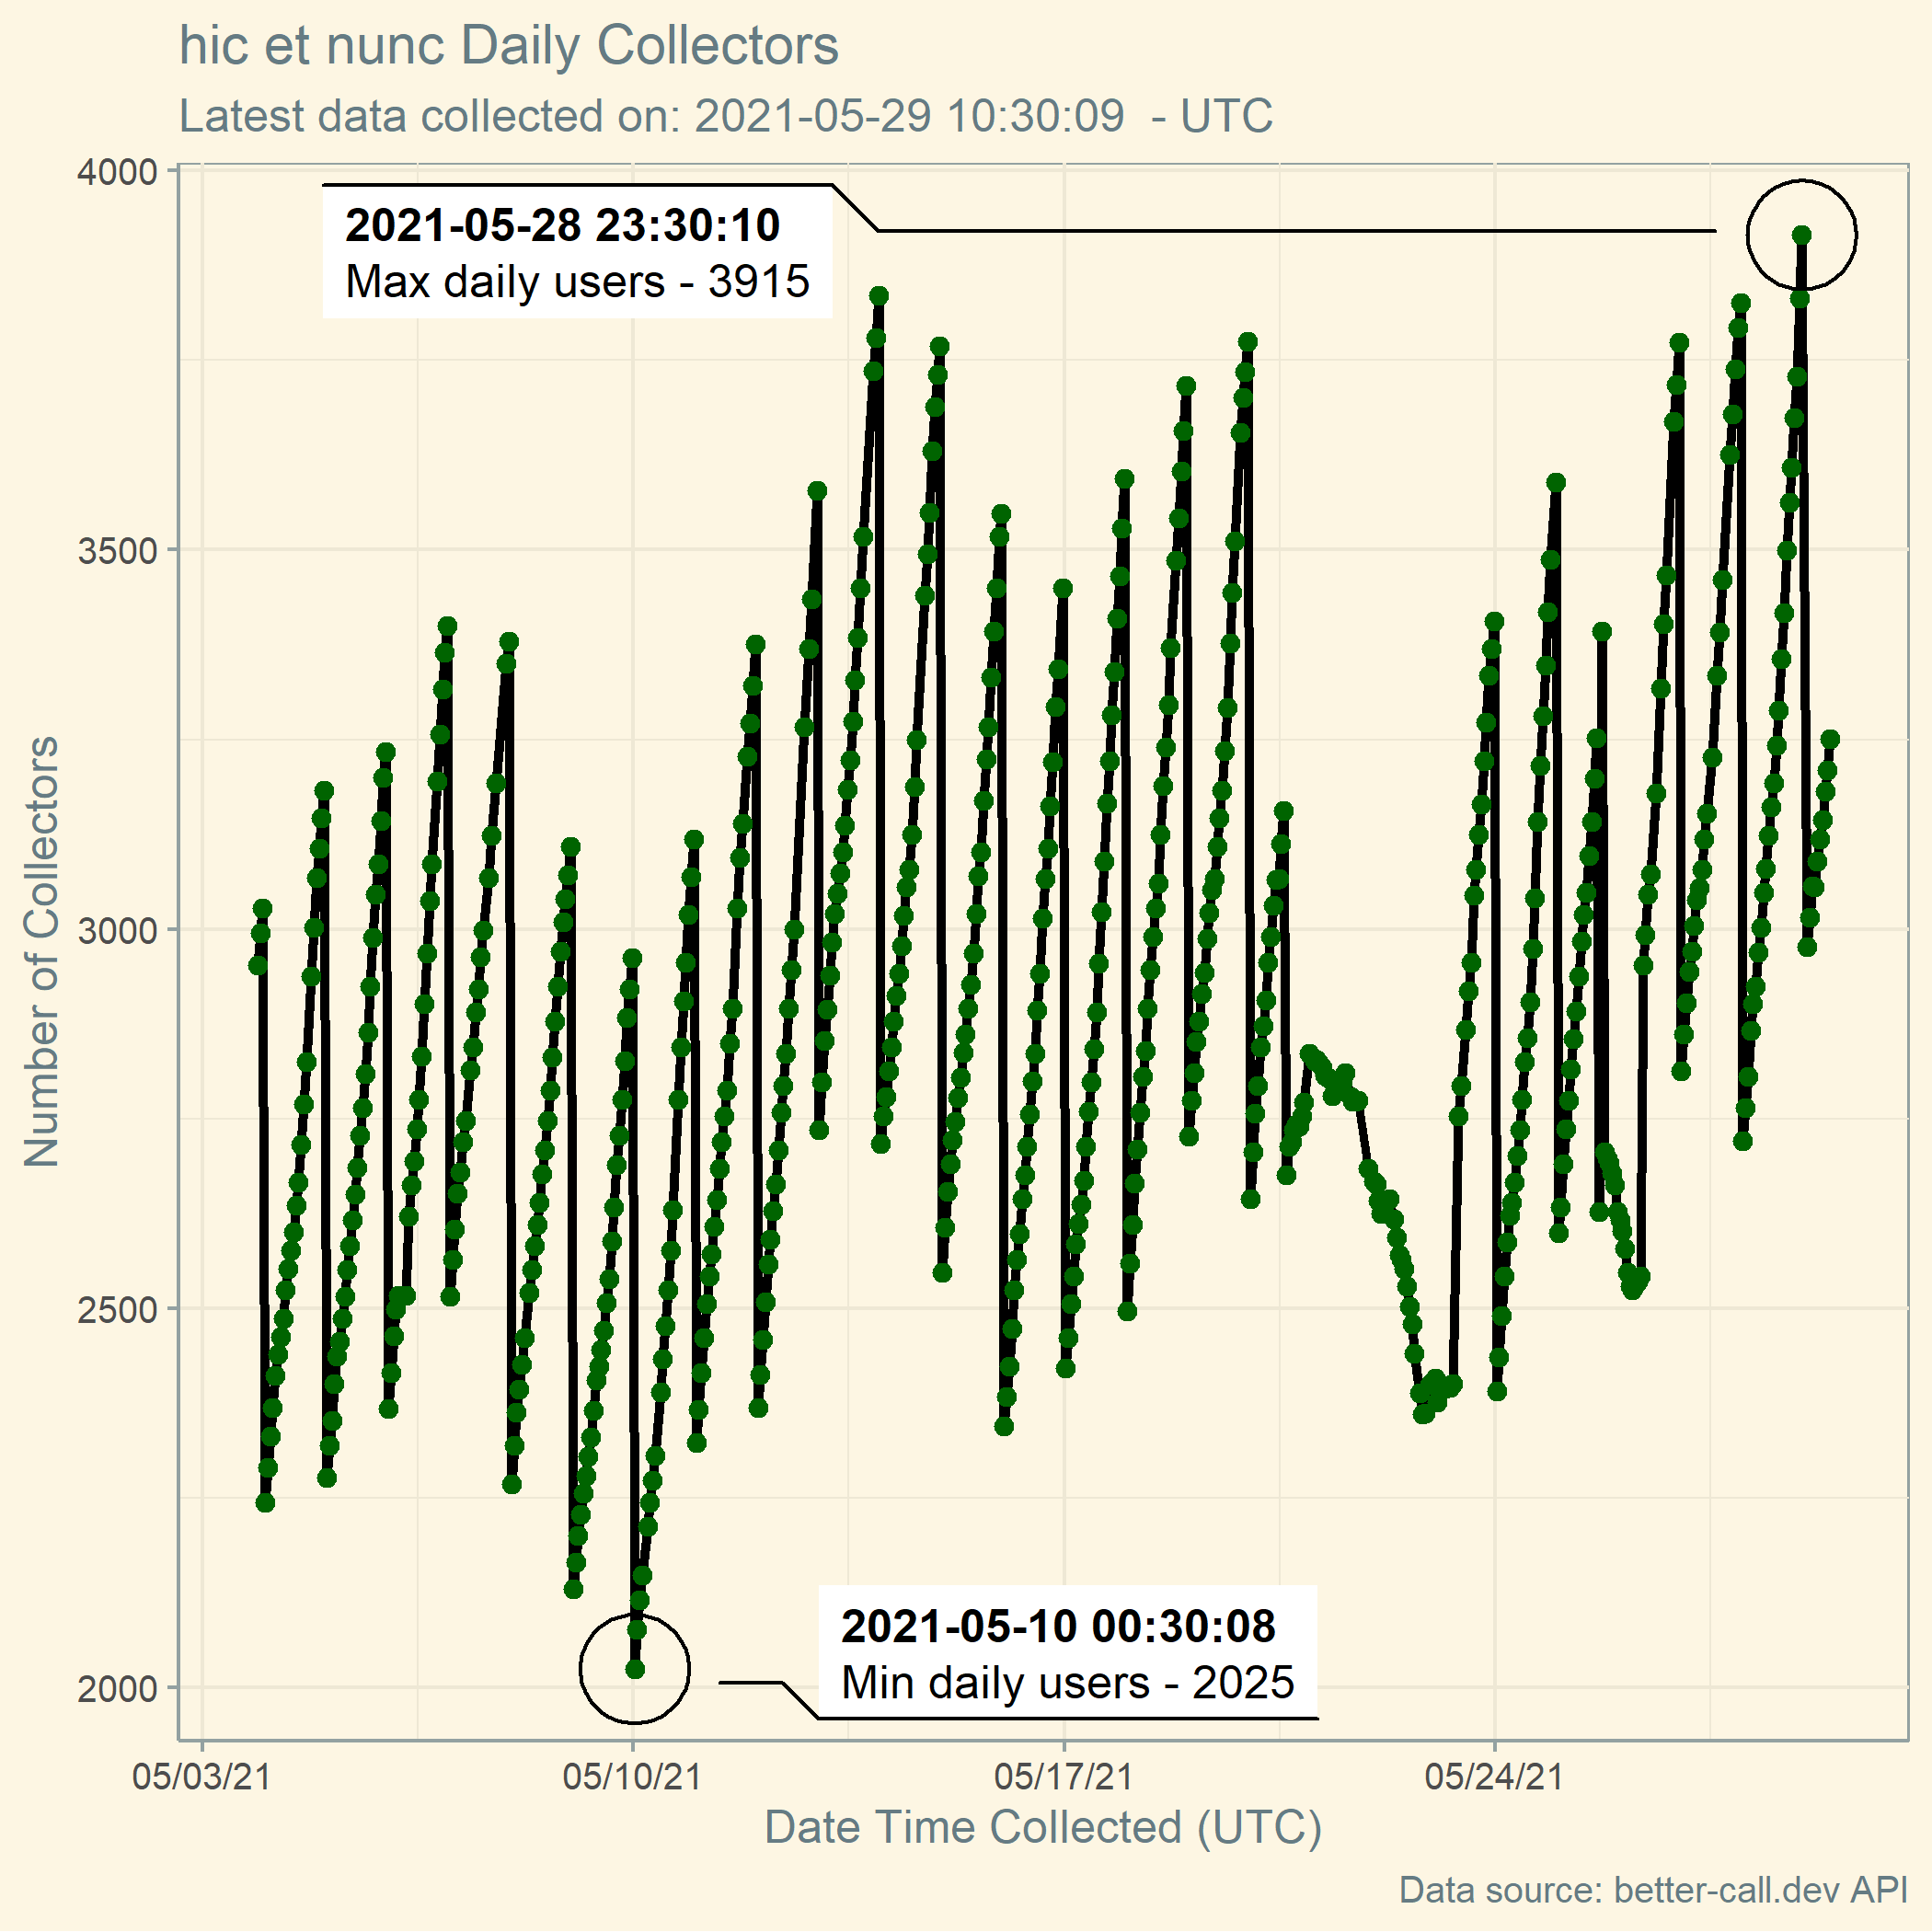 hic et nunc Daily Collectors
Latest data collected on: 2021-05-29 10:30:09  - UTC
4000
3500
3000
2500
2000
Number of Collectors
2021-05-28 23:30:10
Max daily users - 3915
2021-05-10 00:30:08
Min daily users - 2025
05/03/21
05/10/21
05/17/21
05/24/21
Date Time Collected (UTC)
Data source: better-call.dev API